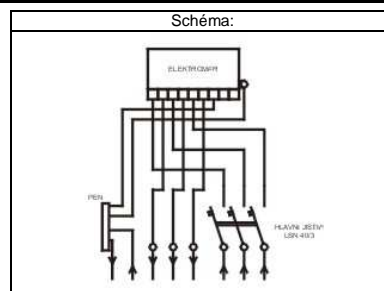 Schéma:
ELEKTROMĚR
PEN
HLAVNÍ JISTIČ
LSN 40/3